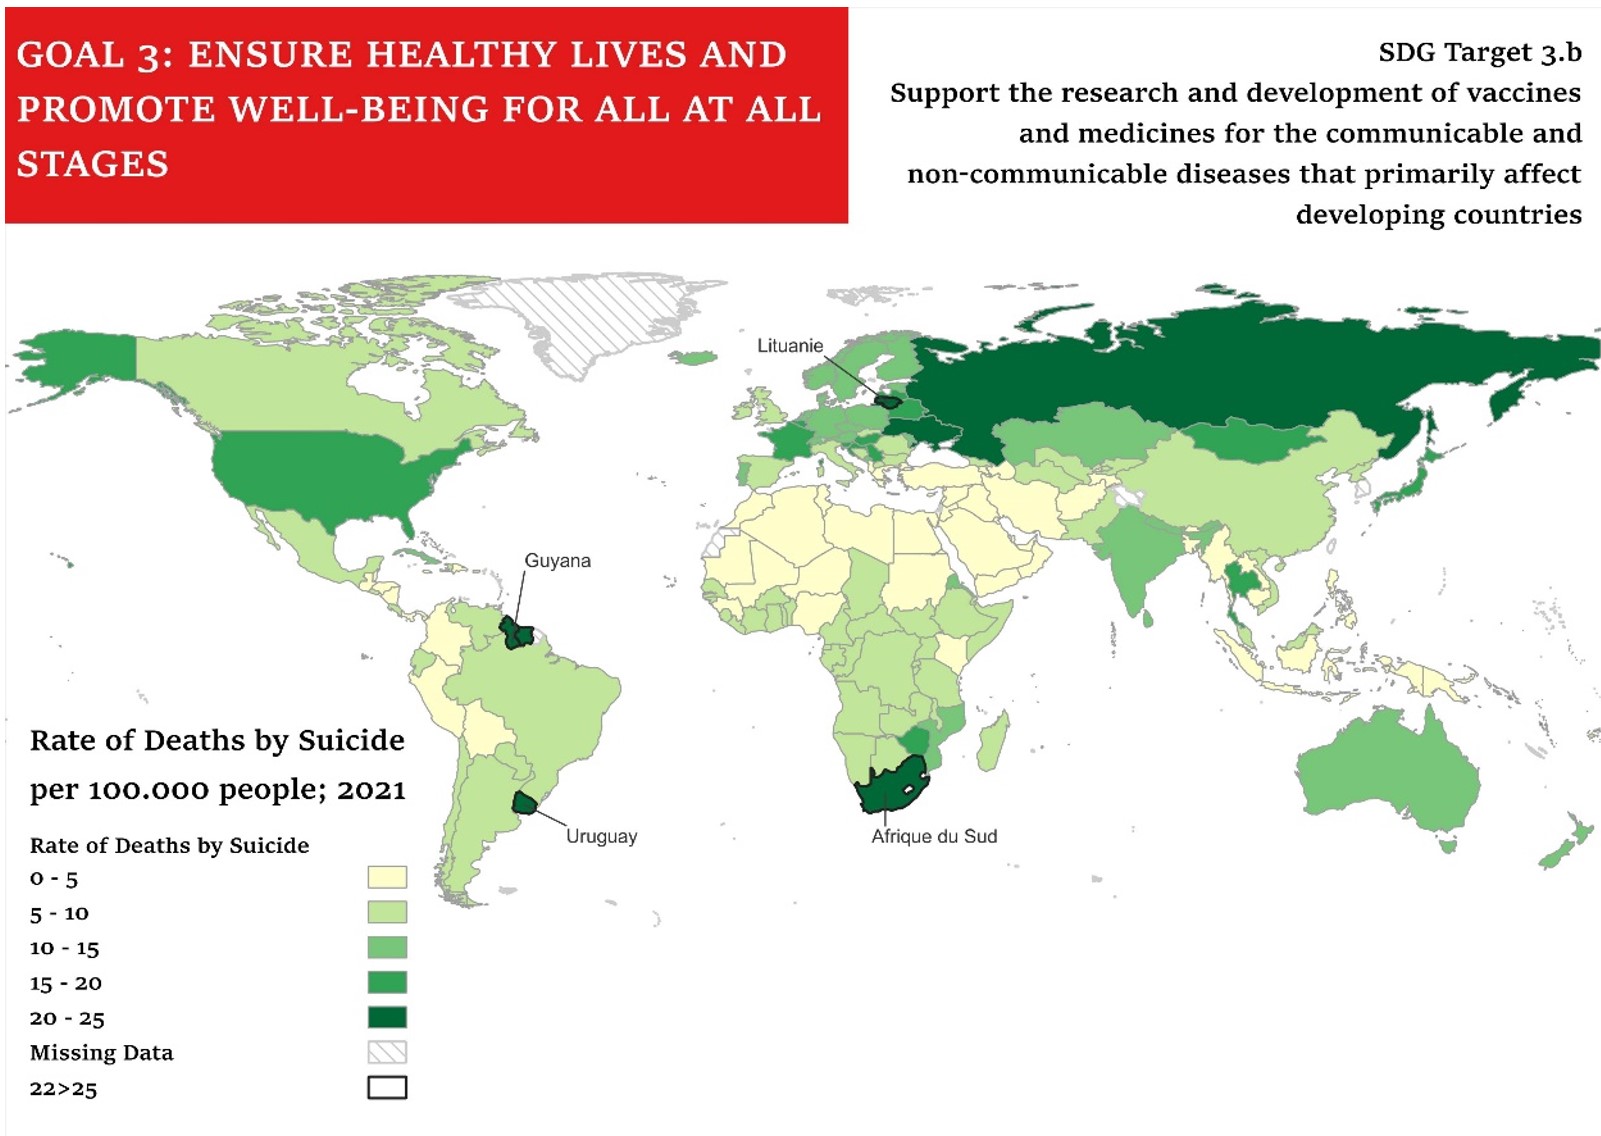 GOAL 3: ENSURE HEALTHY LIVES AND
PROMOTE WELL-BEING FOR ALL AT ALL
STAGES
SDG Target 3.b
Support the research and development of vaccines
and medicines for the communicable and
non-communicable diseases that primarily affect
developing countries
Lituanie
Guyana
Uruguay
Afrique du Sud
Rate of Deaths by Suicide
per 100.000 people; 2021
Rate of Deaths by Suicide
0 - 5
5 - 10
10 - 15
15 - 20
20 - 25
Missing Data
22>25